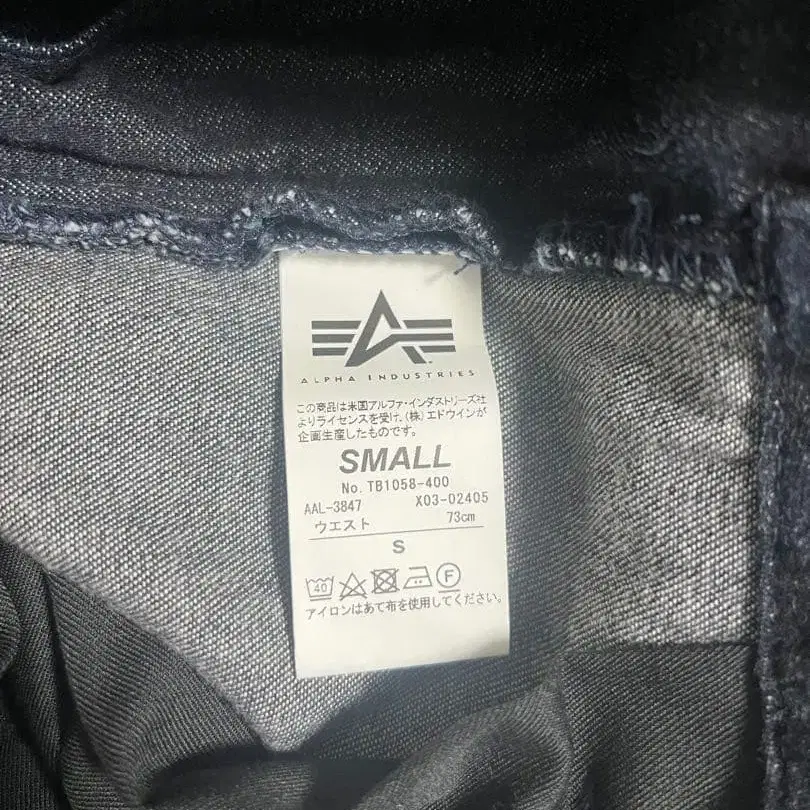 ALPHA INDUSTRIES
この商品は米国アルファ・インダストリーズ社
よりライセンスを受け、(株)エドウインが
企画生産したものです。
SMALL
No. TB1058-400
AAL-3847 X03-02405
ウエスト 73cm
S
40 F
アイロンはあて布を使用してください。